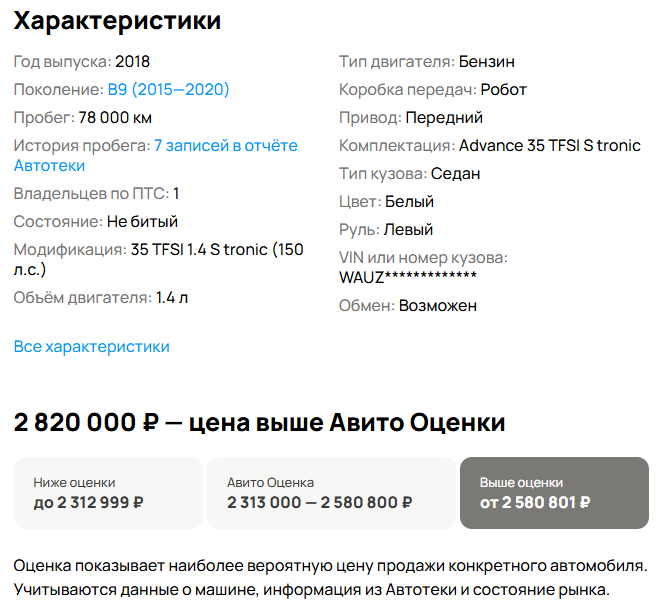 Характеристики
Год выпуска: 2018
Поколение: B9 (2015—2020)
Пробег: 78 000 км
История пробега: 7 записей в отчёте
Автотеки
Владельцев по ПТС: 1
Состояние: Не битый
Модификация: 35 TFSI 1.4 S tronic (150
л.с.)
Объём двигателя: 1.4 л
Тип двигателя: Бензин
Коробка передач: Робот
Привод: Передний
Комплектация: Advance 35 TFSI S tronic
Тип кузова: Седан
Цвет: Белый
Руль: Левый
VIN или номер кузова:
WAUZ*************
Обмен: Возможен
Все характеристики
2 820 000 ₽ — цена выше Авито Оценки
Ниже оценки
до 2 312 999 ₽
Авито Оценка
2 313 000 — 2 580 800 ₽
Выше оценки
от 2 580 801 ₽
Оценка показывает наиболее вероятную цену продажи конкретного автомобиля.
Учитываются данные о машине, информация из Автотеки и состояние рынка.